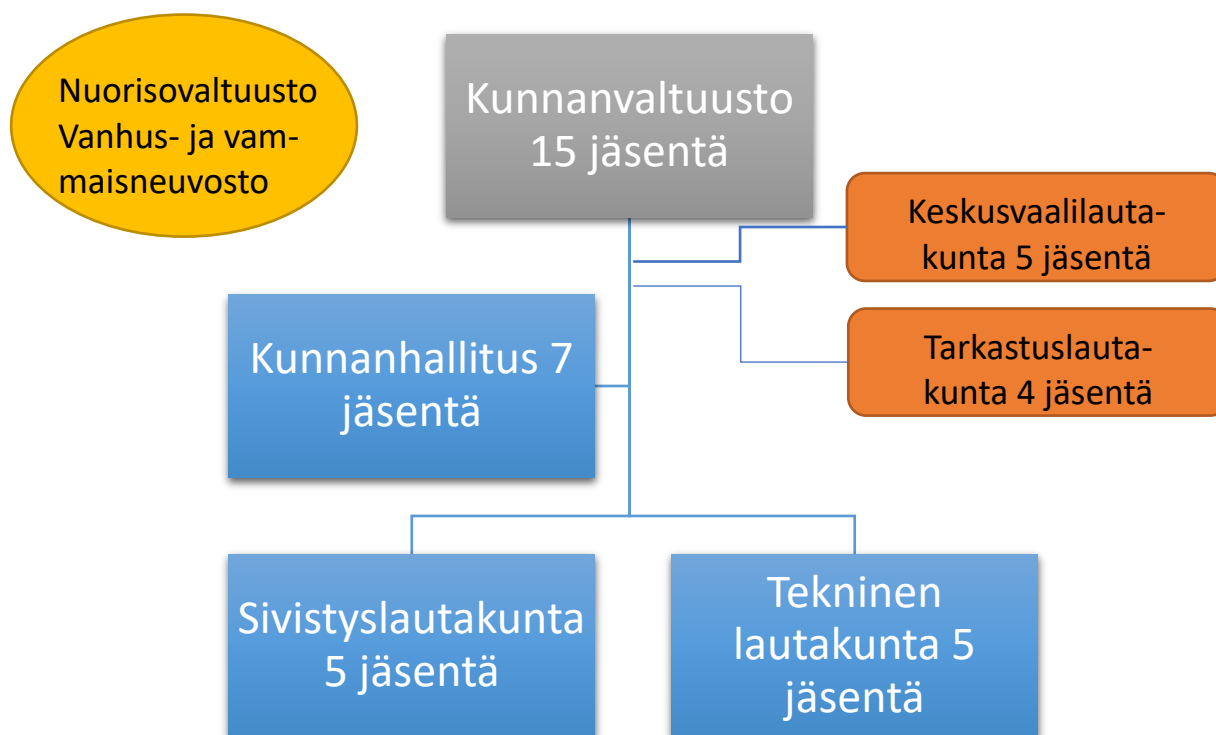 Nuorisovaltuusto
Vanhus- ja vam-
maisneuvosto
Kunnanvaltuusto
15 jäsentä
Keskusvaalilauta-
kunta 5 jäsentä
Kunnanhallitus 7
jäsentä
Tarkastuslauta-
kunta 4 jäsentä
Sivistyslautakunta
5 jäsentä
Tekninen
lautakunta 5
jäsentä